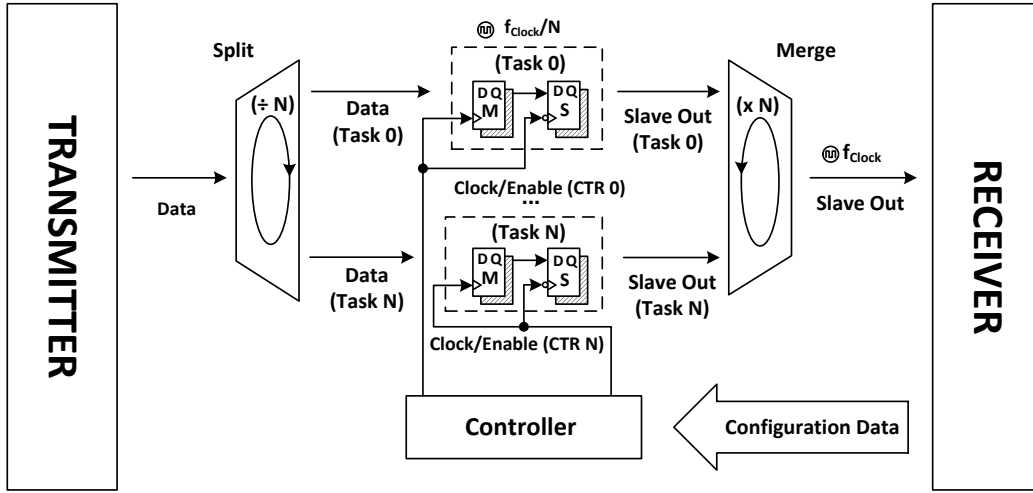 TRANSMITTER
Split
(÷ N)
Data
Data
(Task 0)
Data
(Task N)
f_Clock/N
(Task 0)
D Q
M
D Q
S
Clock/Enable (CTR 0)
...
(Task N)
D Q
M
D Q
S
Clock/Enable (CTR N)
Controller
Slave Out
(Task 0)
Slave Out
(Task N)
Merge
(x N)
f_Clock
Slave Out
Configuration Data
RECEIVER